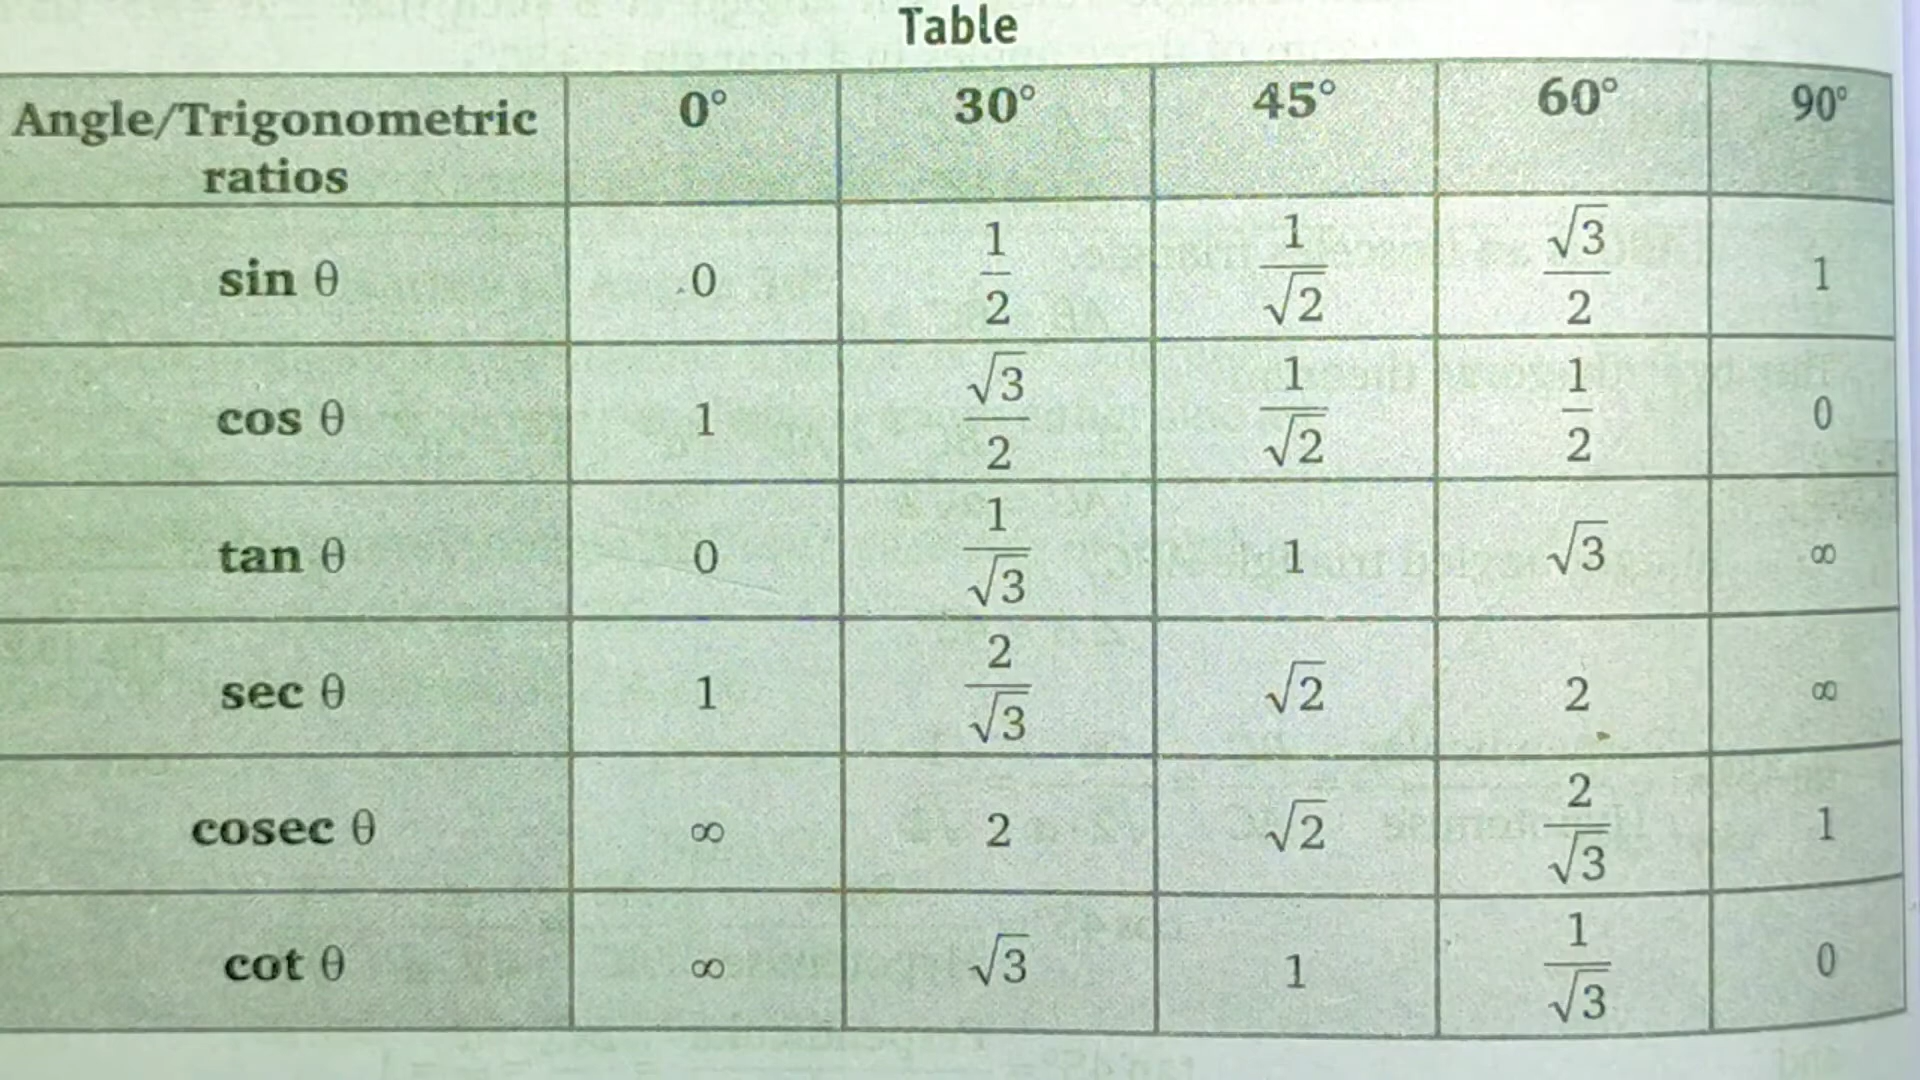 Table
Angle/Trigonometric ratios 0° 30° 45° 60° 90°
sin θ 0 1/2 1/√2 √3/2 1
cos θ 1 √3/2 1/√2 1/2 0
tan θ 0 1/√3 1 √3 ∞
sec θ 1 2/√3 √2 2 ∞
cosec θ ∞ 2 √2 2/√3 1
cot θ ∞ √3 1 1/√3 0